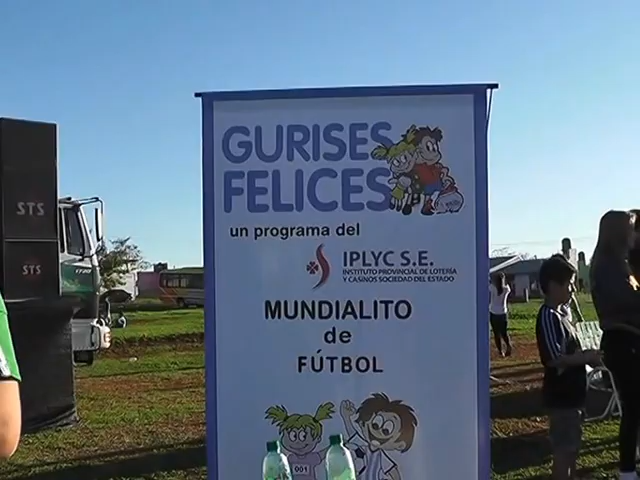 GURISES
FELICES
un programa del
IPLYC S.E.
INSTITUTO PROVINCIAL DE LOTERÍA
Y CASINOS SOCIEDAD DEL ESTADO
MUNDIALITO
de
FÚTBOL
001
STS
STS
1720